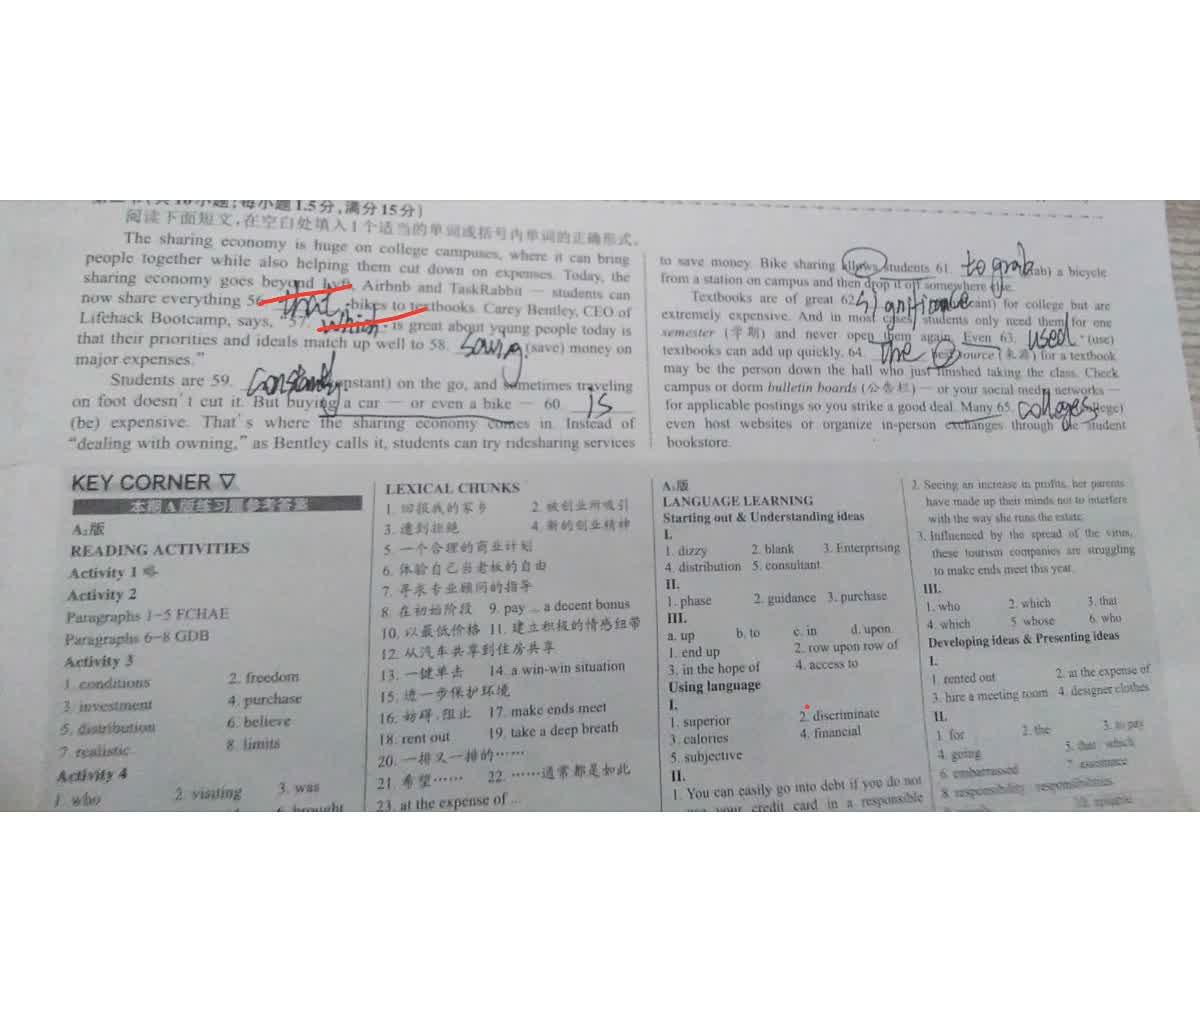 小题;每小题1.5分,满分15分)
阅读下面短文,在空白处填入1个适当的单词或括号内单词的正确形式。
The sharing economy is huge on college campuses, where it can bring
people together while also helping them cut down on expenses. Today, the
sharing economy goes beyond Lyft, Airbnb and TaskRabbit — students can
now share everything 56. that bikes to textbooks. Carey Bentley, CEO of
Lifehack Bootcamp, says, "57. which is great about young people today is
that their priorities and ideals match up well to 58. saving (save) money on
major expenses."
Students are 59. constantly (constant) on the go, and sometimes traveling
on foot doesn't cut it. But buying a car — or even a bike — 60. is
(be) expensive. That's where the sharing economy comes in. Instead of
"dealing with owning," as Bentley calls it, students can try ridesharing services
to save money. Bike sharing allows students 61. to grab (grab) a bicycle
from a station on campus and then drop it off somewhere else.
Textbooks are of great 62. significance (significant) for college but are
extremely expensive. And in most cases, students only need them for one
semester (学期) and never open them again. Even 63. used (use)
textbooks can add up quickly. 64. the (re)source (来源) for a textbook
may be the person down the hall who just finished taking the class. Check
campus or dorm bulletin boards (公告栏) — or your social media networks —
for applicable postings so you strike a good deal. Many 65. colleges (college)
even host websites or organize in-person exchanges through the student
bookstore.
KEY CORNER
本报A版练习题参考答案
A₂版
READING ACTIVITIES
Activity 1 略
Activity 2
Paragraphs 1-5 FCHAE
Paragraphs 6-8 GDB
Activity 3
1. conditions 2. freedom
3. investment 4. purchase
5. distribution 6. believe
7. realistic 8. limits
Activity 4
1. who 2. visiting 3. was
6. brought
LEXICAL CHUNKS
1. 回报我的家乡 2. 被创业所吸引
3. 遭到拒绝 4. 新的创业精神
5. 一个合理的商业计划
6. 体验自己当老板的自由
7. 寻求专业顾问的指导
8. 在初始阶段 9. pay ... a decent bonus
10. 以最低价格 11. 建立积极的情感纽带
12. 从汽车共享到住房共享
13. 一键单击 14. a win-win situation
15. 进一步保护环境
16. 妨碍,阻止 17. make ends meet
18. rent out 19. take a deep breath
20. 一排又一排的……
21. 希望…… 22. ……通常都是如此
23. at the expense of ...
A₃版
LANGUAGE LEARNING
Starting out & Understanding ideas
I.
1. dizzy 2. blank 3. Enterprising
4. distribution 5. consultant
II.
1. phase 2. guidance 3. purchase
III.
a. up b. to c. in d. upon
1. end up 2. row upon row of
3. in the hope of 4. access to
Using language
I.
1. superior 2. discriminate
3. calories 4. financial
5. subjective
II.
1. You can easily go into debt if you do not
use your credit card in a responsible
2. Seeing an increase in profits, her parents
have made up their minds not to interfere
with the way she runs the estate.
3. Influenced by the spread of the virus,
these tourism companies are struggling
to make ends meet this year.
III.
1. who 2. which 3. that
4. which 5. whose 6. who
Developing ideas & Presenting ideas
I.
1. rented out 2. at the expense of
3. hire a meeting room 4. designer clothes
II.
1. for 2. the 3. to pay
4. going 5. that which
6. embarrassed 7. assistance
8. responsibility responsibilities